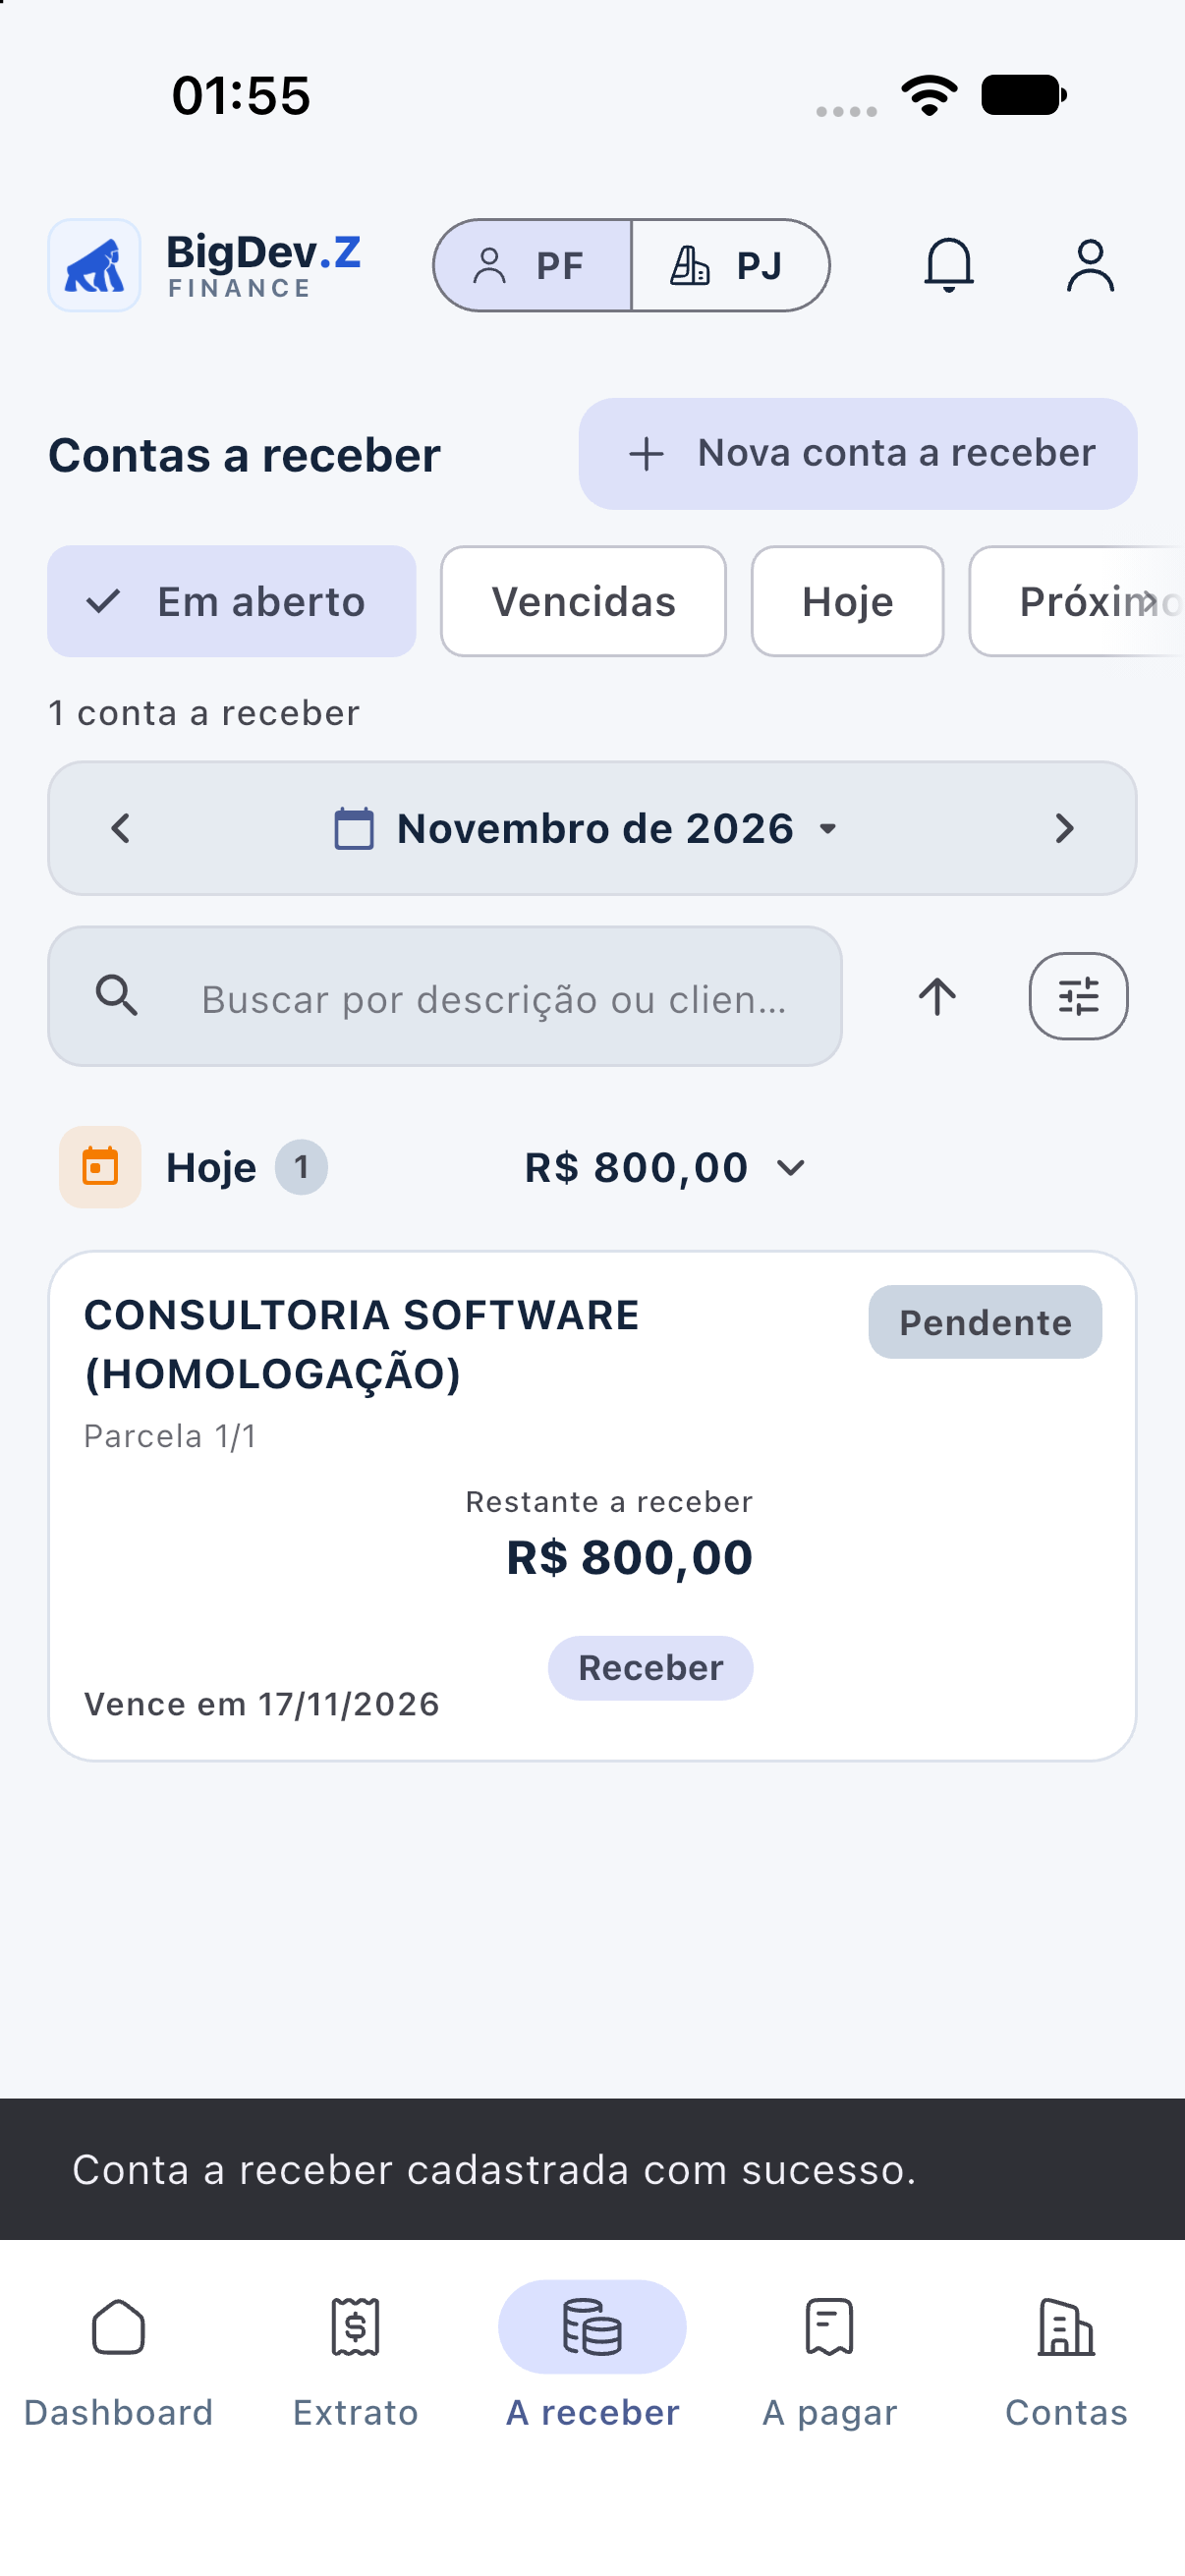 01:55
BigDev.Z
FINANCE
PF
PJ
Contas a receber
Nova conta a receber
Em aberto
Vencidas
Hoje
Próximo
1 conta a receber
Novembro de 2026
Buscar por descrição ou clien...
Hoje
1
R$ 800,00
CONSULTORIA SOFTWARE
(HOMOLOGAÇÃO)
Pendente
Parcela 1/1
Restante a receber
R$ 800,00
Receber
Vence em 17/11/2026
Conta a receber cadastrada com sucesso.
Dashboard
Extrato
A receber
A pagar
Contas